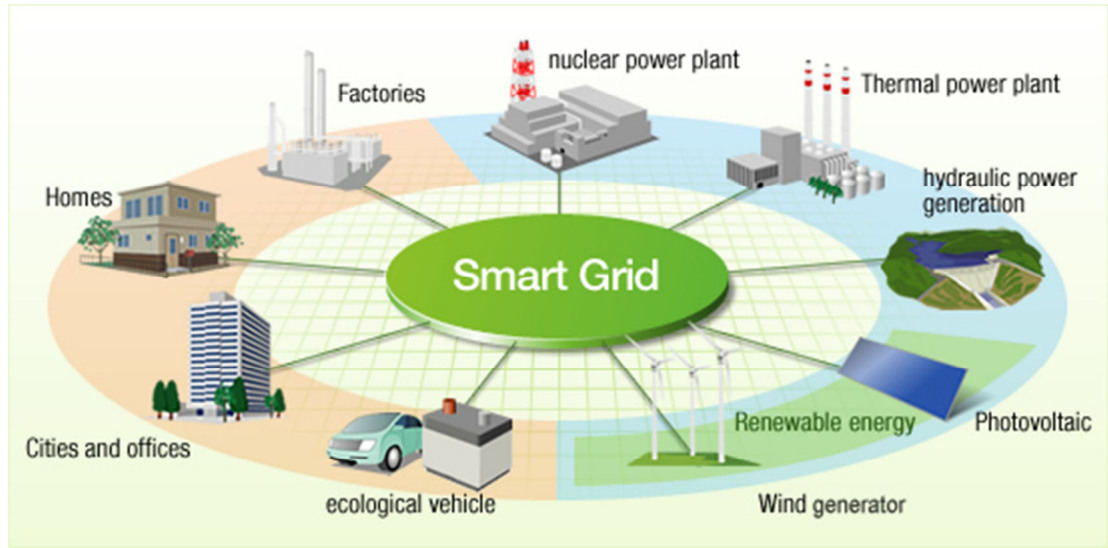 nuclear power plant
Thermal power plant
Factories
hydraulic power
generation
Homes
Smart Grid
Renewable energy
Photovoltaic
Cities and offices
ecological vehicle
Wind generator